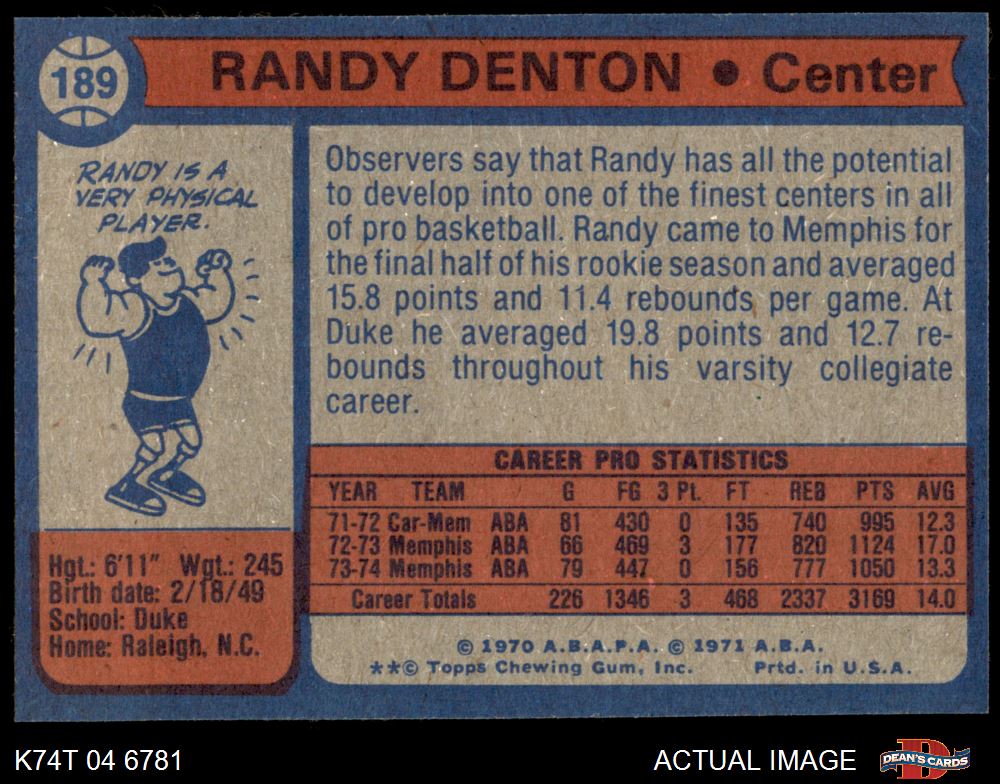 189
RANDY DENTON • Center
RANDY IS A
VERY PHYSICAL
PLAYER.
Observers say that Randy has all the potential
to develop into one of the finest centers in all
of pro basketball. Randy came to Memphis for
the final half of his rookie season and averaged
15.8 points and 11.4 rebounds per game. At
Duke he averaged 19.8 points and 12.7 re-
bounds throughout his varsity collegiate
career.
CAREER PRO STATISTICS
YEAR TEAM G FG 3 Pt. FT REB PTS AVG
71-72 Car-Mem ABA 81 430 0 135 740 995 12.3
72-73 Memphis ABA 66 469 3 177 820 1124 17.0
73-74 Memphis ABA 79 447 0 156 777 1050 13.3
Career Totals 226 1346 3 468 2337 3169 14.0
Hgt.: 6'11" Wgt.: 245
Birth date: 2/18/49
School: Duke
Home: Raleigh, N.C.
© 1970 A.B.A.P.A. © 1971 A.B.A.
**© Topps Chewing Gum, Inc. Prtd. in U.S.A.
K74T 04 6781
ACTUAL IMAGE
D
DEAN'S CARDS